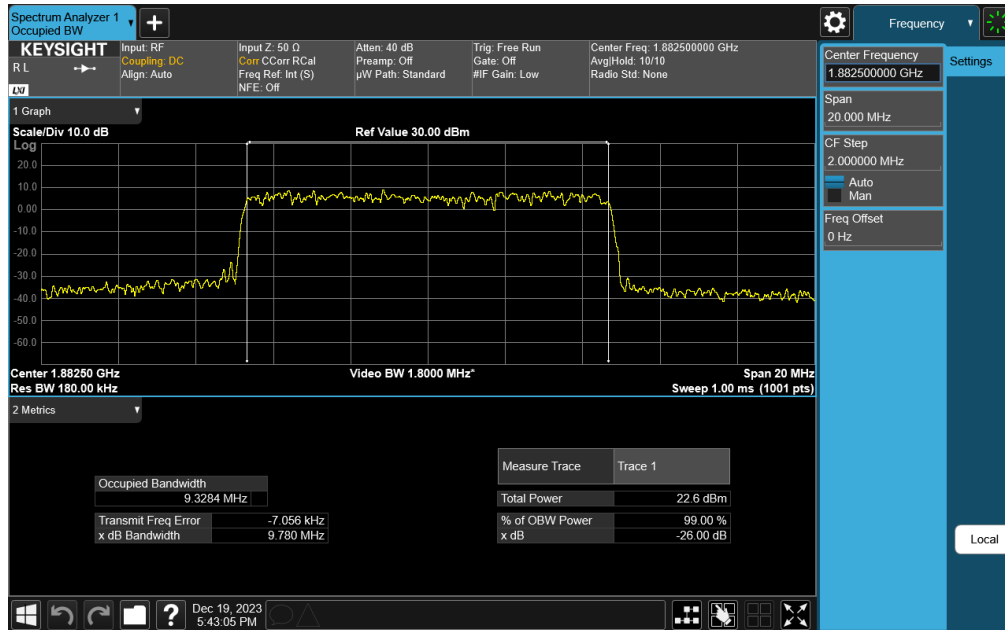 Spectrum Analyzer 1
Occupied BW
Frequency
KEYSIGHT
R L
LXI
Input: RF
Coupling: DC
Align: Auto
Input Z: 50 Ω
Corr CCorr RCal
Freq Ref: Int (S)
NFE: Off
Atten: 40 dB
Preamp: Off
µW Path: Standard
Trig: Free Run
Gate: Off
#IF Gain: Low
Center Freq: 1.882500000 GHz
Avg|Hold: 10/10
Radio Std: None
Center Frequency
1.882500000 GHz
Settings
Span
20.000 MHz
CF Step
2.000000 MHz
Auto
Man
Freq Offset
0 Hz
1 Graph
Scale/Div 10.0 dB
Ref Value 30.00 dBm
Log
20.0
10.0
0.00
-10.0
-20.0
-30.0
-40.0
-50.0
-60.0
Center 1.88250 GHz
Video BW 1.8000 MHz*
Span 20 MHz
Res BW 180.00 kHz
Sweep 1.00 ms (1001 pts)
2 Metrics
Measure Trace
Trace 1
Occupied Bandwidth
9.3284 MHz
Total Power
22.6 dBm
Transmit Freq Error
-7.056 kHz
% of OBW Power
99.00 %
x dB Bandwidth
9.780 MHz
x dB
-26.00 dB
Local
Dec 19, 2023
5:43:05 PM